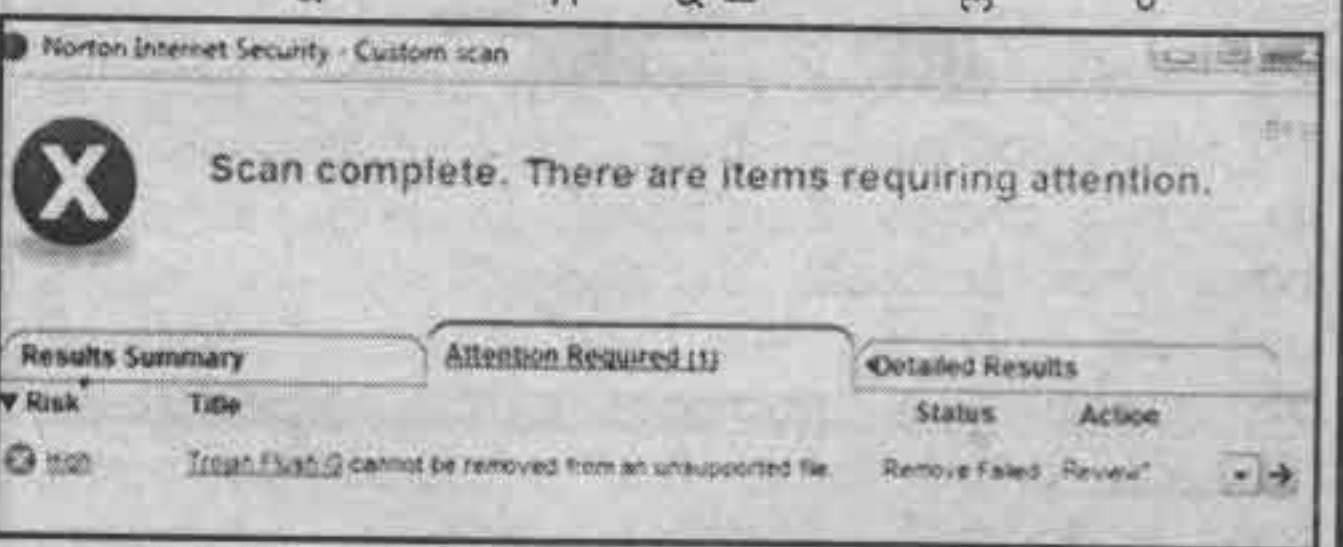 Norton Internet Security - Custom scan
Scan complete. There are items requiring attention.
Results Summary
Attention Required (1)
Detailed Results
Risk
Title
Status
Action
High
Trojan.Flush.G cannot be removed from an unsupported file.
Remove Failed
Review*